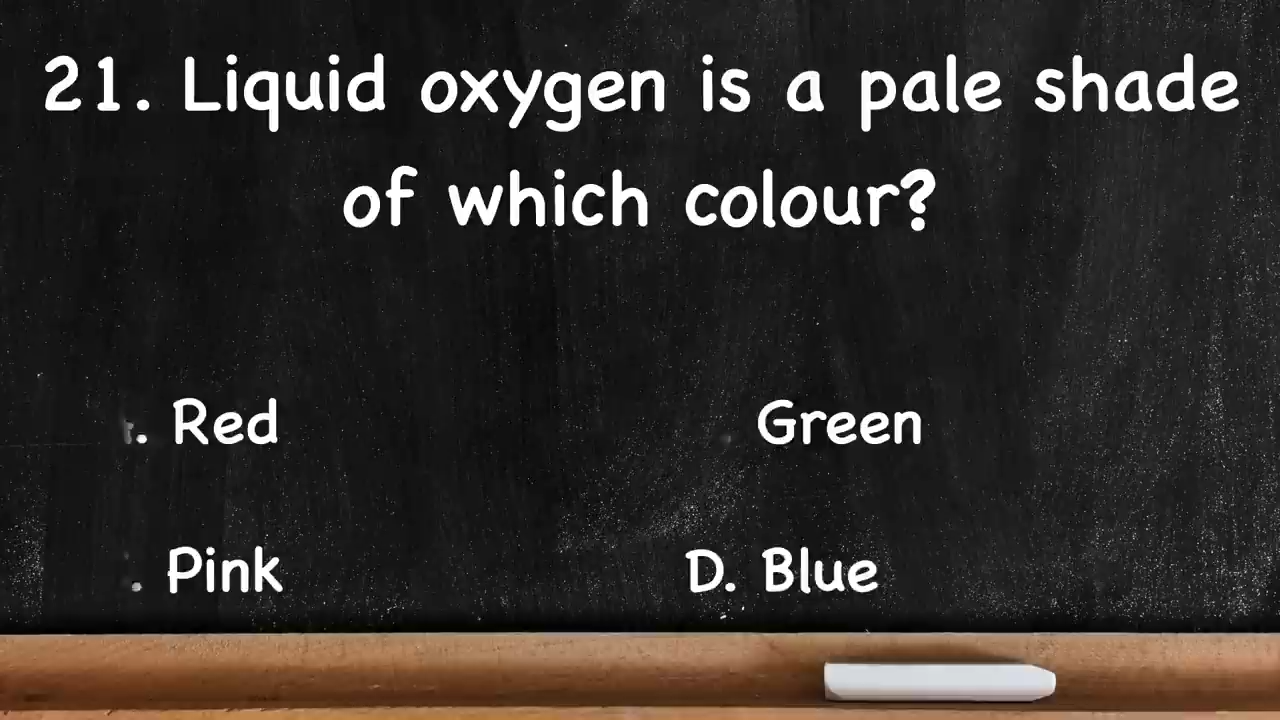 21. Liquid oxygen is a pale shade
of which colour?
. Red
Green
. Pink
D. Blue